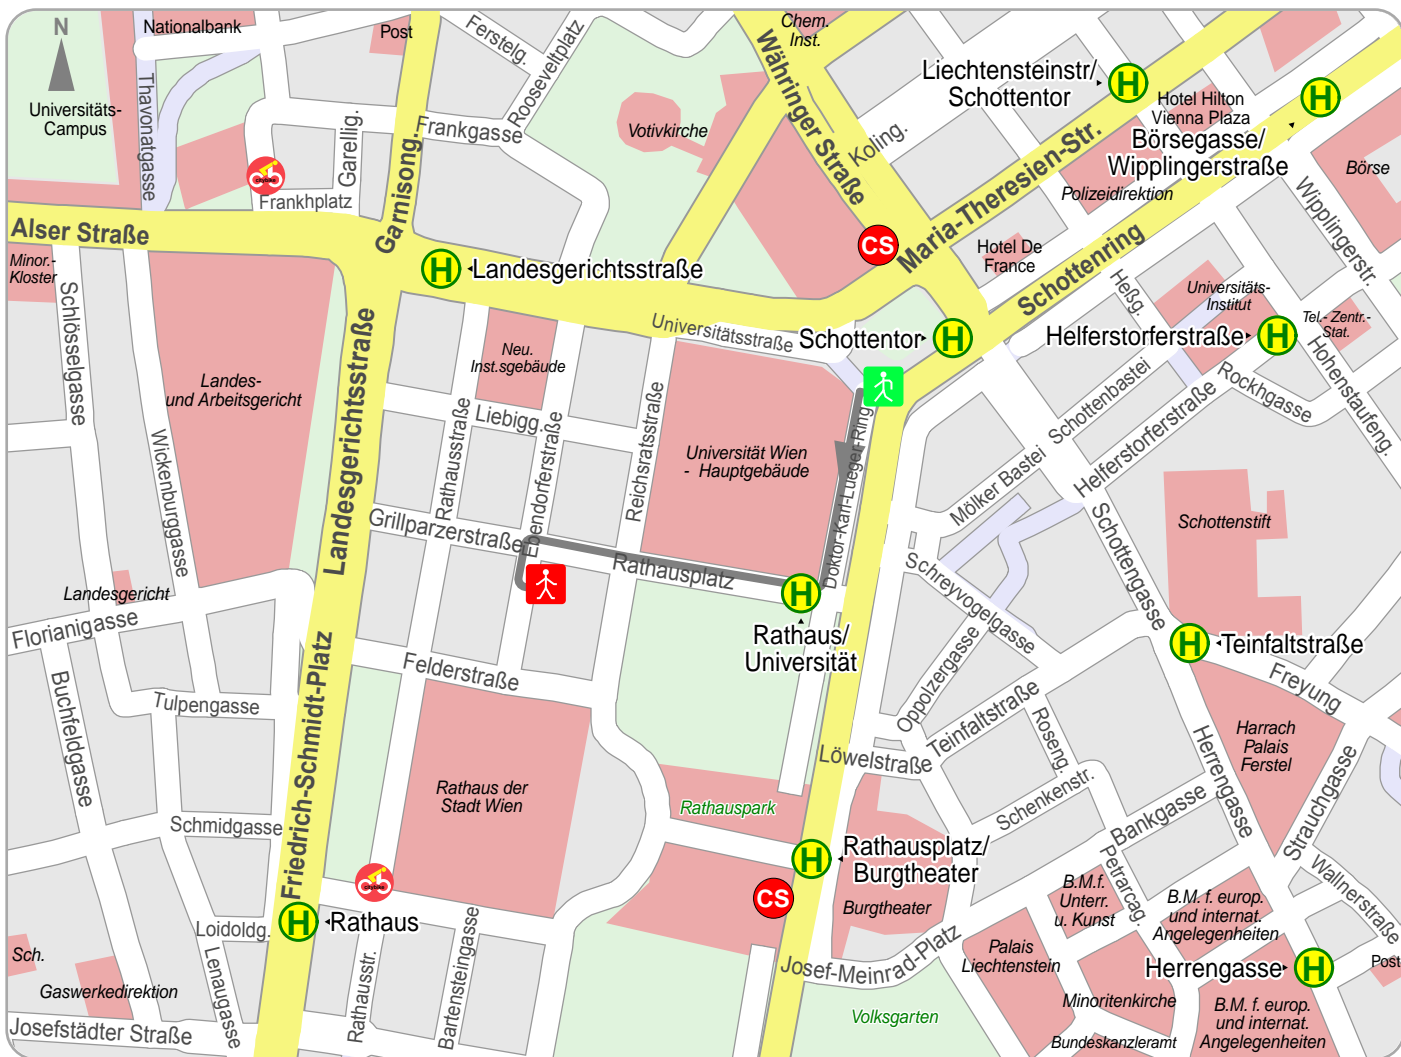 N
Nationalbank
Post
Universitäts-
Campus
Thavonatgasse
Ferstelg.
Rooseveltplatz
Frankgasse
Garnisong.
Garellig.
citybike
Frankhplatz
Votivkirche
Chem.
Inst.
Währinger Straße
Koling.
Liechtensteinstr/
Schottentor
H
Hotel Hilton
Vienna Plaza
H
Börsegasse/
Wipplingerstraße
Börse
Polizeidirektion
Maria-Theresien-Str.
Wipplingerstr.
Alser Straße
Minor.-
Kloster
Schlösselgasse
H
Landesgerichtsstraße
CS
Hotel De
France
Schottenring
Heßg.
Universitäts-
Institut
Tel.- Zentr.-
Stat.
Universitätsstraße
Schottentor
H
Helferstorferstraße
H
Hohenstaufeng.
Rockhgasse
Landes-
und Arbeitsgericht
Neu.
Inst.sgebäude
Liebigg.
Landesgerichtsstraße
Rathausstraße
Ebendorferstraße
Reichsratsstraße
Universität Wien
- Hauptgebäude
Doktor-Karl-Lueger-Ring
Schottenbastei
Mölker Bastei
Helferstorferstraße
Schottengasse
Schottenstift
Wickenburggasse
Grillparzerstraße
Rathausplatz
H
Rathaus/
Universität
Schreyvogelgasse
Oppolzergasse
Landesgericht
Florianigasse
Buchfeldgasse
Tulpengasse
Felderstraße
Friedrich-Schmidt-Platz
H
Teinfaltstraße
Freyung
Teinfaltstraße
Roseng.
Löwelstraße
Schenkenstr.
Herrengasse
Harrach
Palais
Ferstel
Strauchgasse
Bankgasse
Petrarcag.
Wallnerstraße
Rathaus der
Stadt Wien
Rathauspark
Schmidgasse
citybike
H
Rathausplatz/
Burgtheater
CS
Burgtheater
B.M.f.
Unterr.
u. Kunst
B.M. f. europ.
und internat.
Angelegenheiten
Loidoldg.
H
Rathaus
Lenaugasse
Rathausstr.
Bartensteingasse
Sch.
Gaswerkedirektion
Josefstädter Straße
Josef-Meinrad-Platz
Volksgarten
Palais
Liechtenstein
Minoritenkirche
Bundeskanzleramt
Herrengasse
H
Post
B.M. f. europ.
und internat.
Angelegenheiten